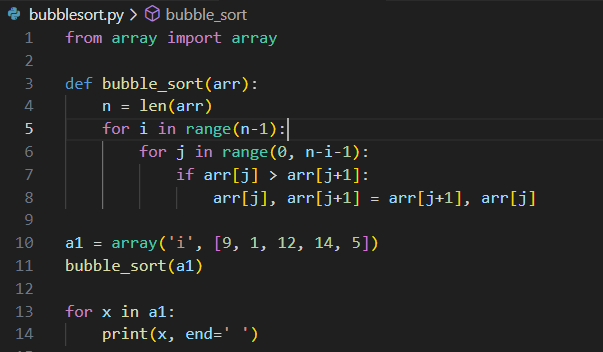 bubblesort.py > bubble_sort
1 from array import array
2
3 def bubble_sort(arr):
4     n = len(arr)
5     for i in range(n-1):
6         for j in range(0, n-i-1):
7             if arr[j] > arr[j+1]:
8                 arr[j], arr[j+1] = arr[j+1], arr[j]
9
10 a1 = array('i', [9, 1, 12, 14, 5])
11 bubble_sort(a1)
12
13 for x in a1:
14     print(x, end=' ')